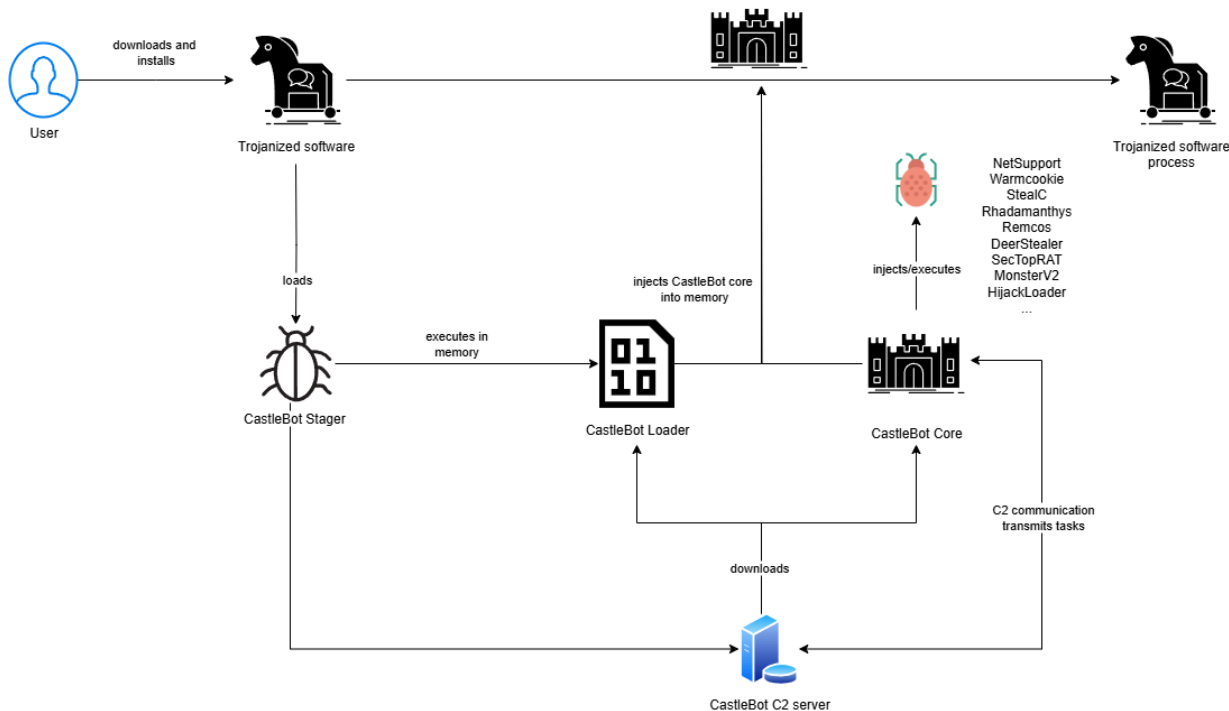 downloads and
installs
User
Trojanized software
Trojanized software
process
NetSupport
Warmcookie
StealC
Rhadamanthys
Remcos
DeerStealer
SecTopRAT
MonsterV2
HijackLoader
...
injects/executes
loads
injects CastleBot core
into memory
executes in
memory
01
10
CastleBot Stager
CastleBot Loader
CastleBot Core
C2 communication
transmits tasks
downloads
CastleBot C2 server